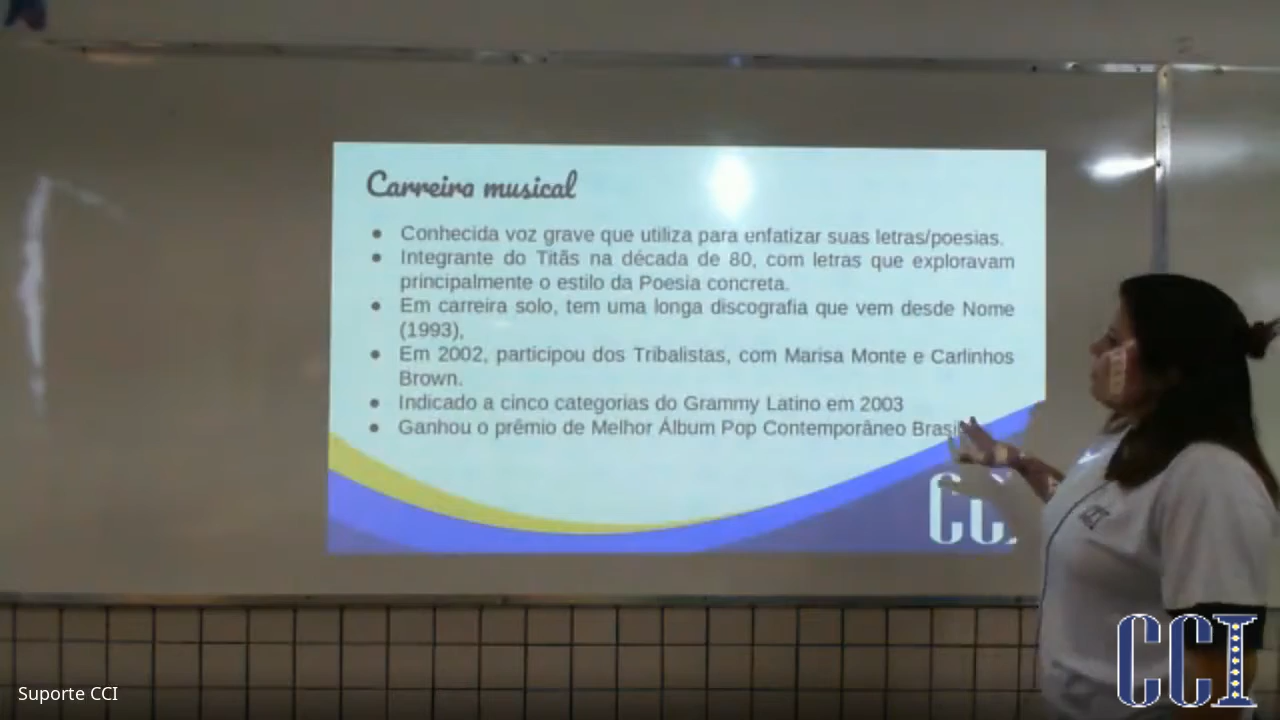 Carreira musical
Conhecida voz grave que utiliza para enfatizar suas letras/poesias.
Integrante do Titãs na década de 80, com letras que exploravam
principalmente o estilo da Poesia concreta.
Em carreira solo, tem uma longa discografia que vem desde Nome
(1993),
Em 2002, participou dos Tribalistas, com Marisa Monte e Carlinhos
Brown.
Indicado a cinco categorias do Grammy Latino em 2003
Ganhou o prêmio de Melhor Álbum Pop Contemporâneo
CCI
Suporte CCI